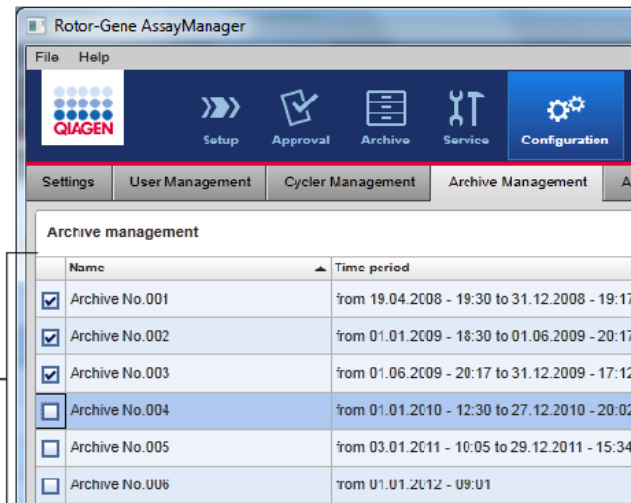 Rotor-Gene AssayManager
File Help
QIAGEN
Setup Approval Archive Service Configuration
Settings User Management Cycler Management Archive Management A
Archive management
Name Time period
Archive No.001 from 19.04.2008 - 19:30 to 31.12.2008 - 19:17
Archive No.002 from 01.01.2009 - 18:30 to 01.06.2009 - 20:17
Archive No.003 from 01.06.2009 - 20:17 to 31.12.2009 - 17:12
Archive No.004 from 01.01.2010 - 12:30 to 27.12.2010 - 20:02
Archive No.005 from 03.01.2011 - 10:05 to 29.12.2011 - 15:34
Archive No.006 from 01.01.2012 - 09:01